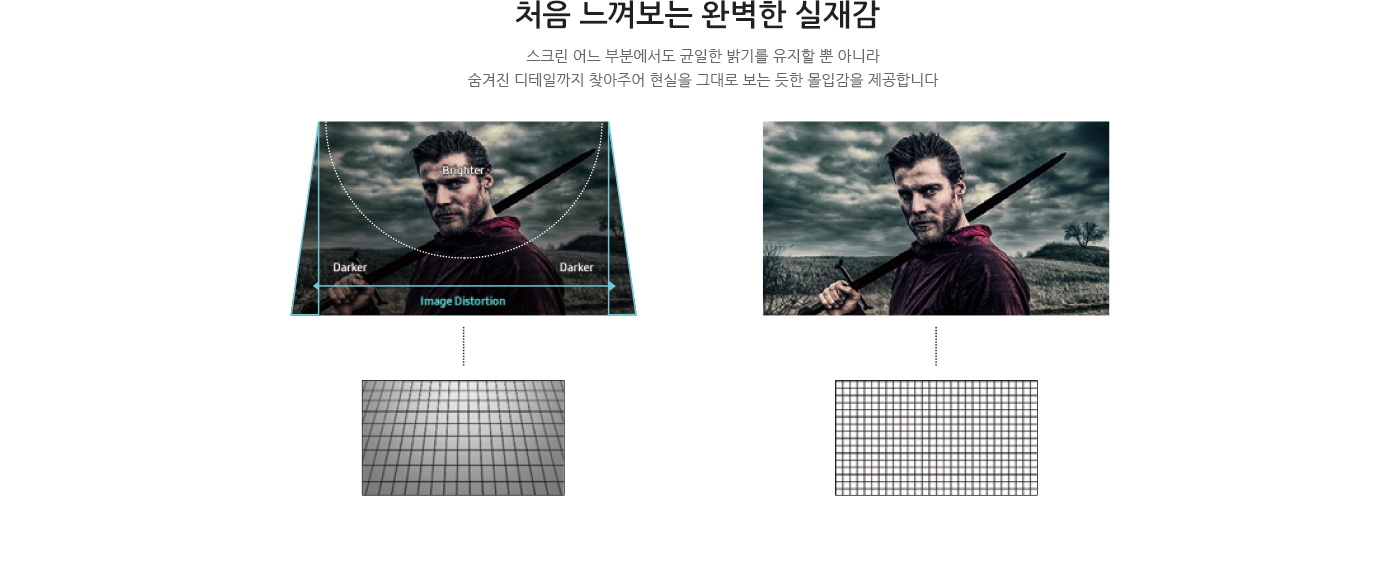 처음 느껴보는 완벽한 실재감
스크린 어느 부분에서도 균일한 밝기를 유지할 뿐 아니라
숨겨진 디테일까지 찾아주어 현실을 그대로 보는 듯한 몰입감을 제공합니다
Brighter
Darker
Darker
Image Distortion